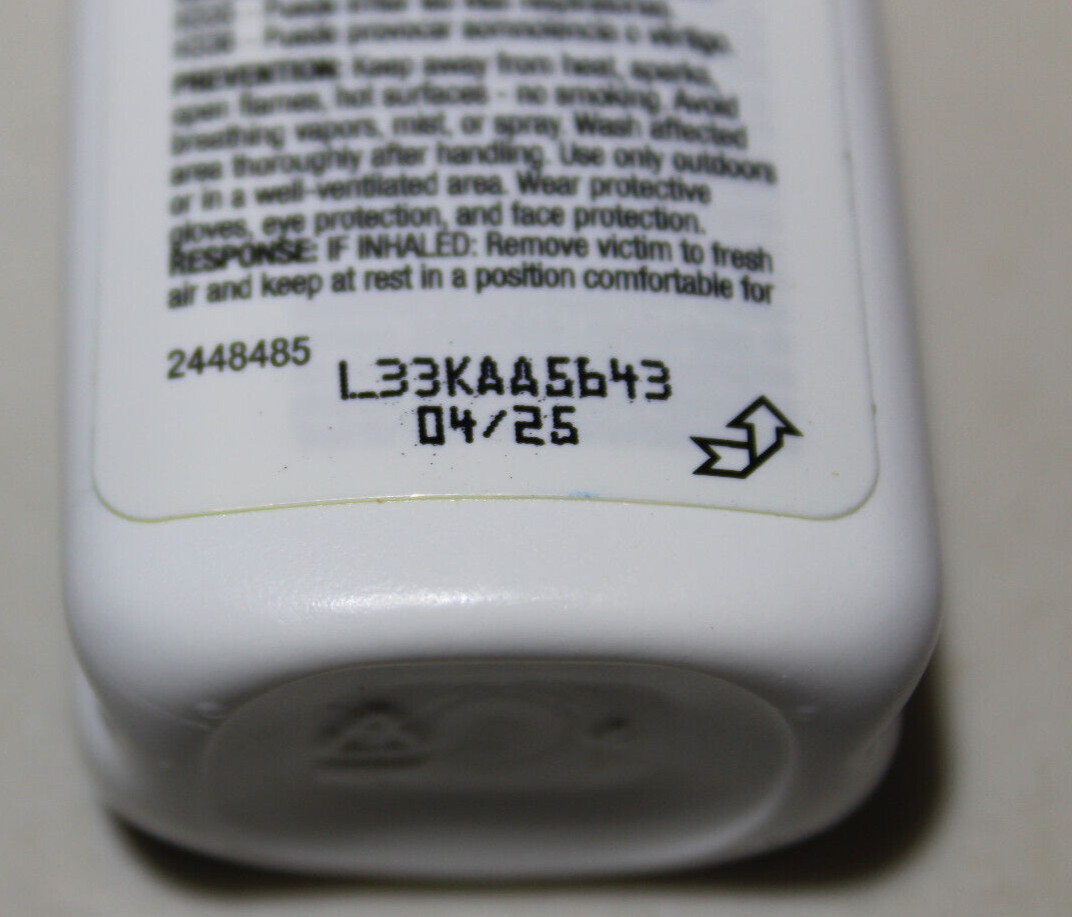 Puede provocar somnolencia o vértigo.
PREVENTION: Keep away from heat, sparks,
open flames, hot surfaces - no smoking. Avoid
breathing vapors, mist, or spray. Wash affected
area thoroughly after handling. Use only outdoors
or in a well-ventilated area. Wear protective
gloves, eye protection, and face protection.
RESPONSE: IF INHALED: Remove victim to fresh
air and keep at rest in a position comfortable for
2448485
L33KAA5643
04/25